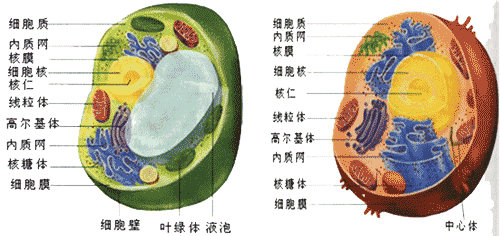 细胞质
内质网
核膜
细胞核
核仁
线粒体
高尔基体
内质网
核糖体
细胞膜
细胞壁
叶绿体
液泡
细胞质
内质网
核膜
细胞核
核仁
线粒体
高尔基体
内质网
核糖体
细胞膜
中心体